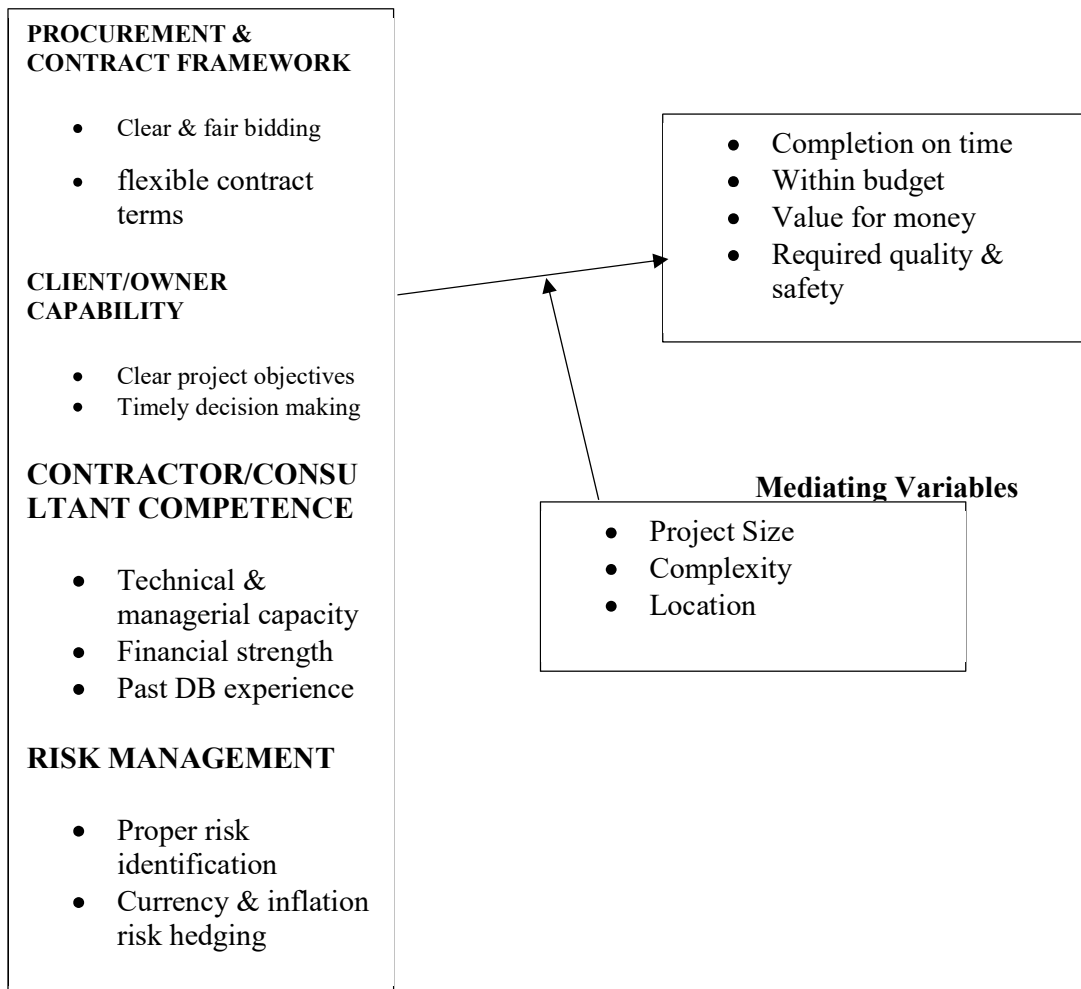 PROCUREMENT &
CONTRACT FRAMEWORK
• Clear & fair bidding
• flexible contract
terms
CLIENT/OWNER
CAPABILITY
• Clear project objectives
• Timely decision making
CONTRACTOR/CONSU
LTANT COMPETENCE
• Technical &
managerial capacity
• Financial strength
• Past DB experience
RISK MANAGEMENT
• Proper risk
identification
• Currency & inflation
risk hedging
• Completion on time
• Within budget
• Value for money
• Required quality &
safety
Mediating Variables
• Project Size
• Complexity
• Location